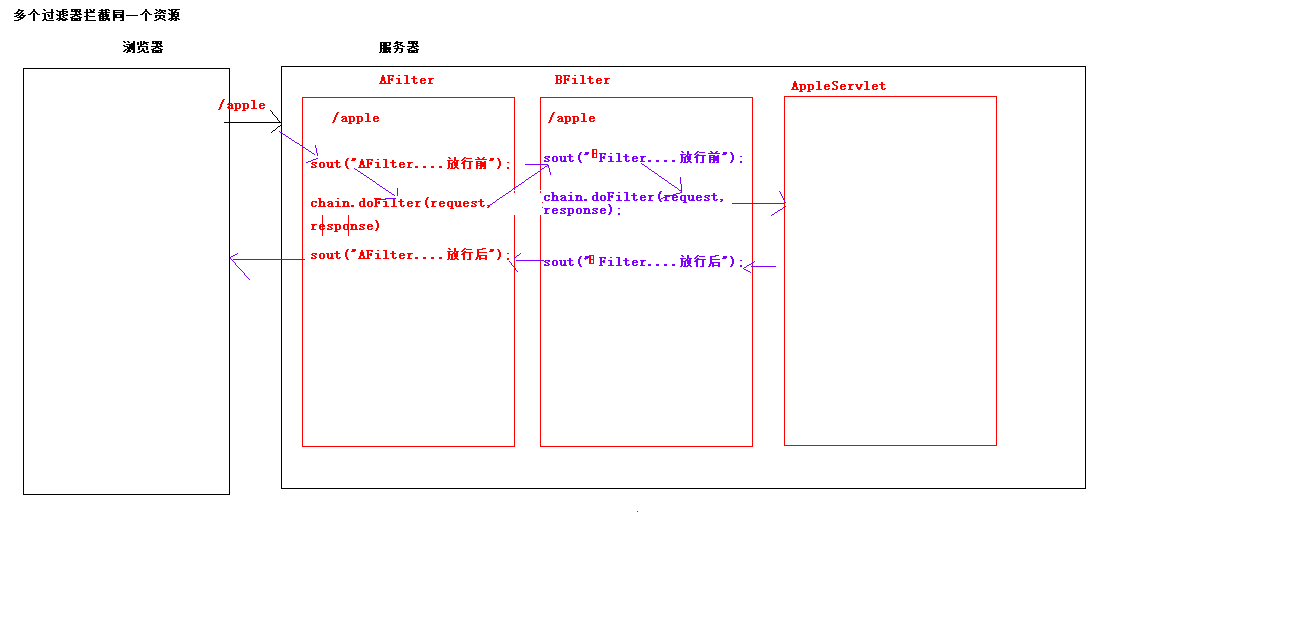 多个过滤器拦截同一个资源
浏览器
服务器
AFilter
BFilter
AppleServlet
/apple
/apple
/apple
sout("AFilter....放行前");
chain.doFilter(request,
response)
sout("AFilter....放行后");
sout("BFilter....放行前");
chain.doFilter(request,
response);
sout("BFilter....放行后");